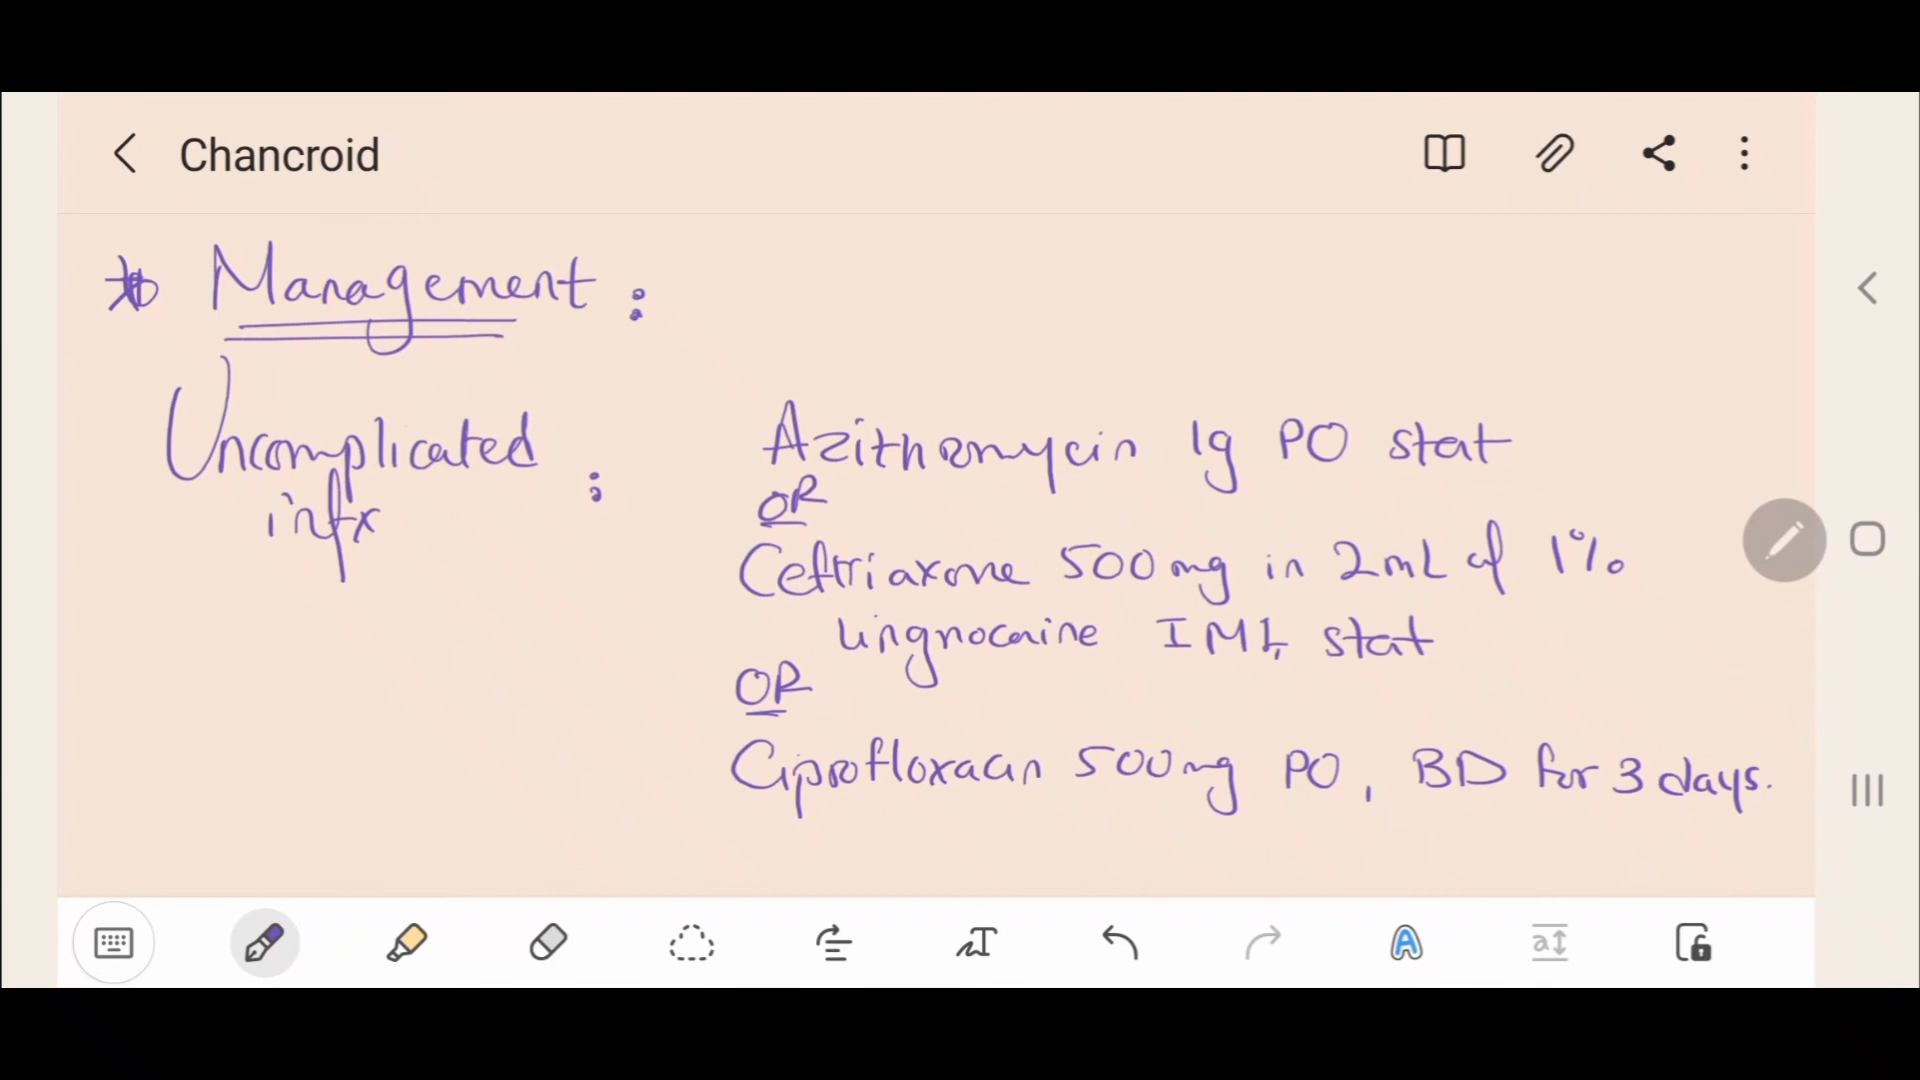 Chancroid
* Management :
Uncomplicated infx :
Azithromycin 1g PO stat
OR
Ceftriaxone 500mg in 2mL of 1%
lingnocaine IMI, stat
OR
Ciprofloxacin 500mg PO, BD for 3 days.